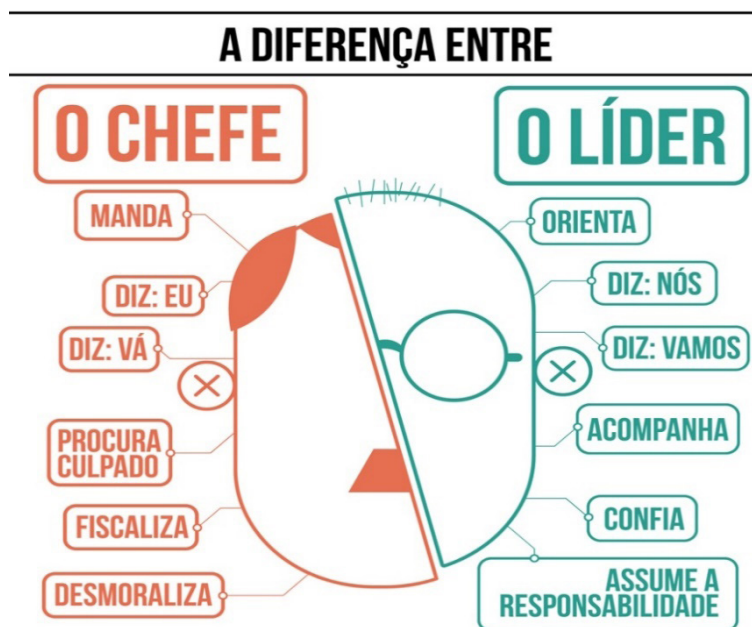 A DIFERENÇA ENTRE
O CHEFE
MANDA
DIZ: EU
DIZ: VÁ
PROCURA
CULPADO
FISCALIZA
DESMORALIZA
O LÍDER
ORIENTA
DIZ: NÓS
DIZ: VAMOS
ACOMPANHA
CONFIA
ASSUME A
RESPONSABILIDADE